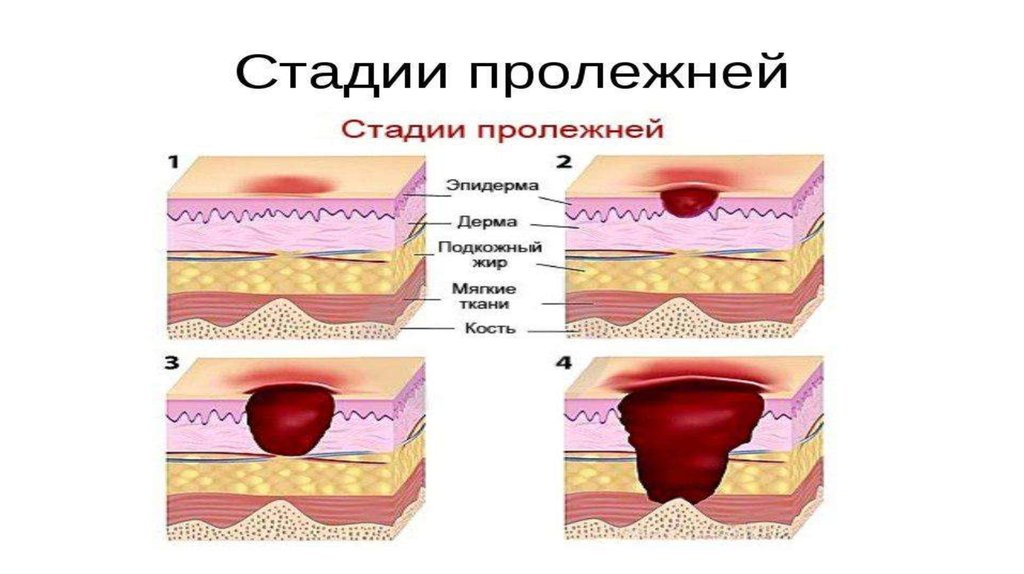 Стадии пролежней
Стадии пролежней
1
2
Эпидерма
Дерма
Подкожный
жир
Мягкие
ткани
Кость
3
4